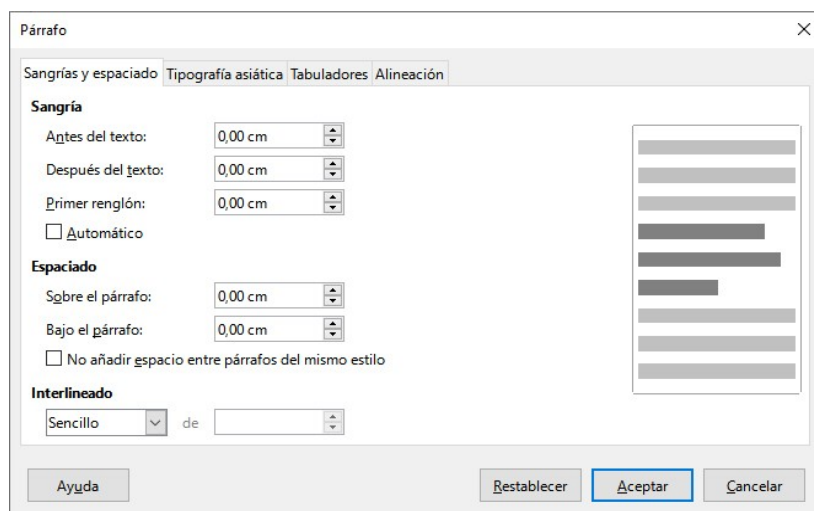 Párrafo
Sangrías y espaciado Tipografía asiática Tabuladores Alineación
Sangría
Antes del texto: 0,00 cm
Después del texto: 0,00 cm
Primer renglón: 0,00 cm
Automático
Espaciado
Sobre el párrafo: 0,00 cm
Bajo el párrafo: 0,00 cm
No añadir espacio entre párrafos del mismo estilo
Interlineado
Sencillo de
Ayuda Restablecer Aceptar Cancelar